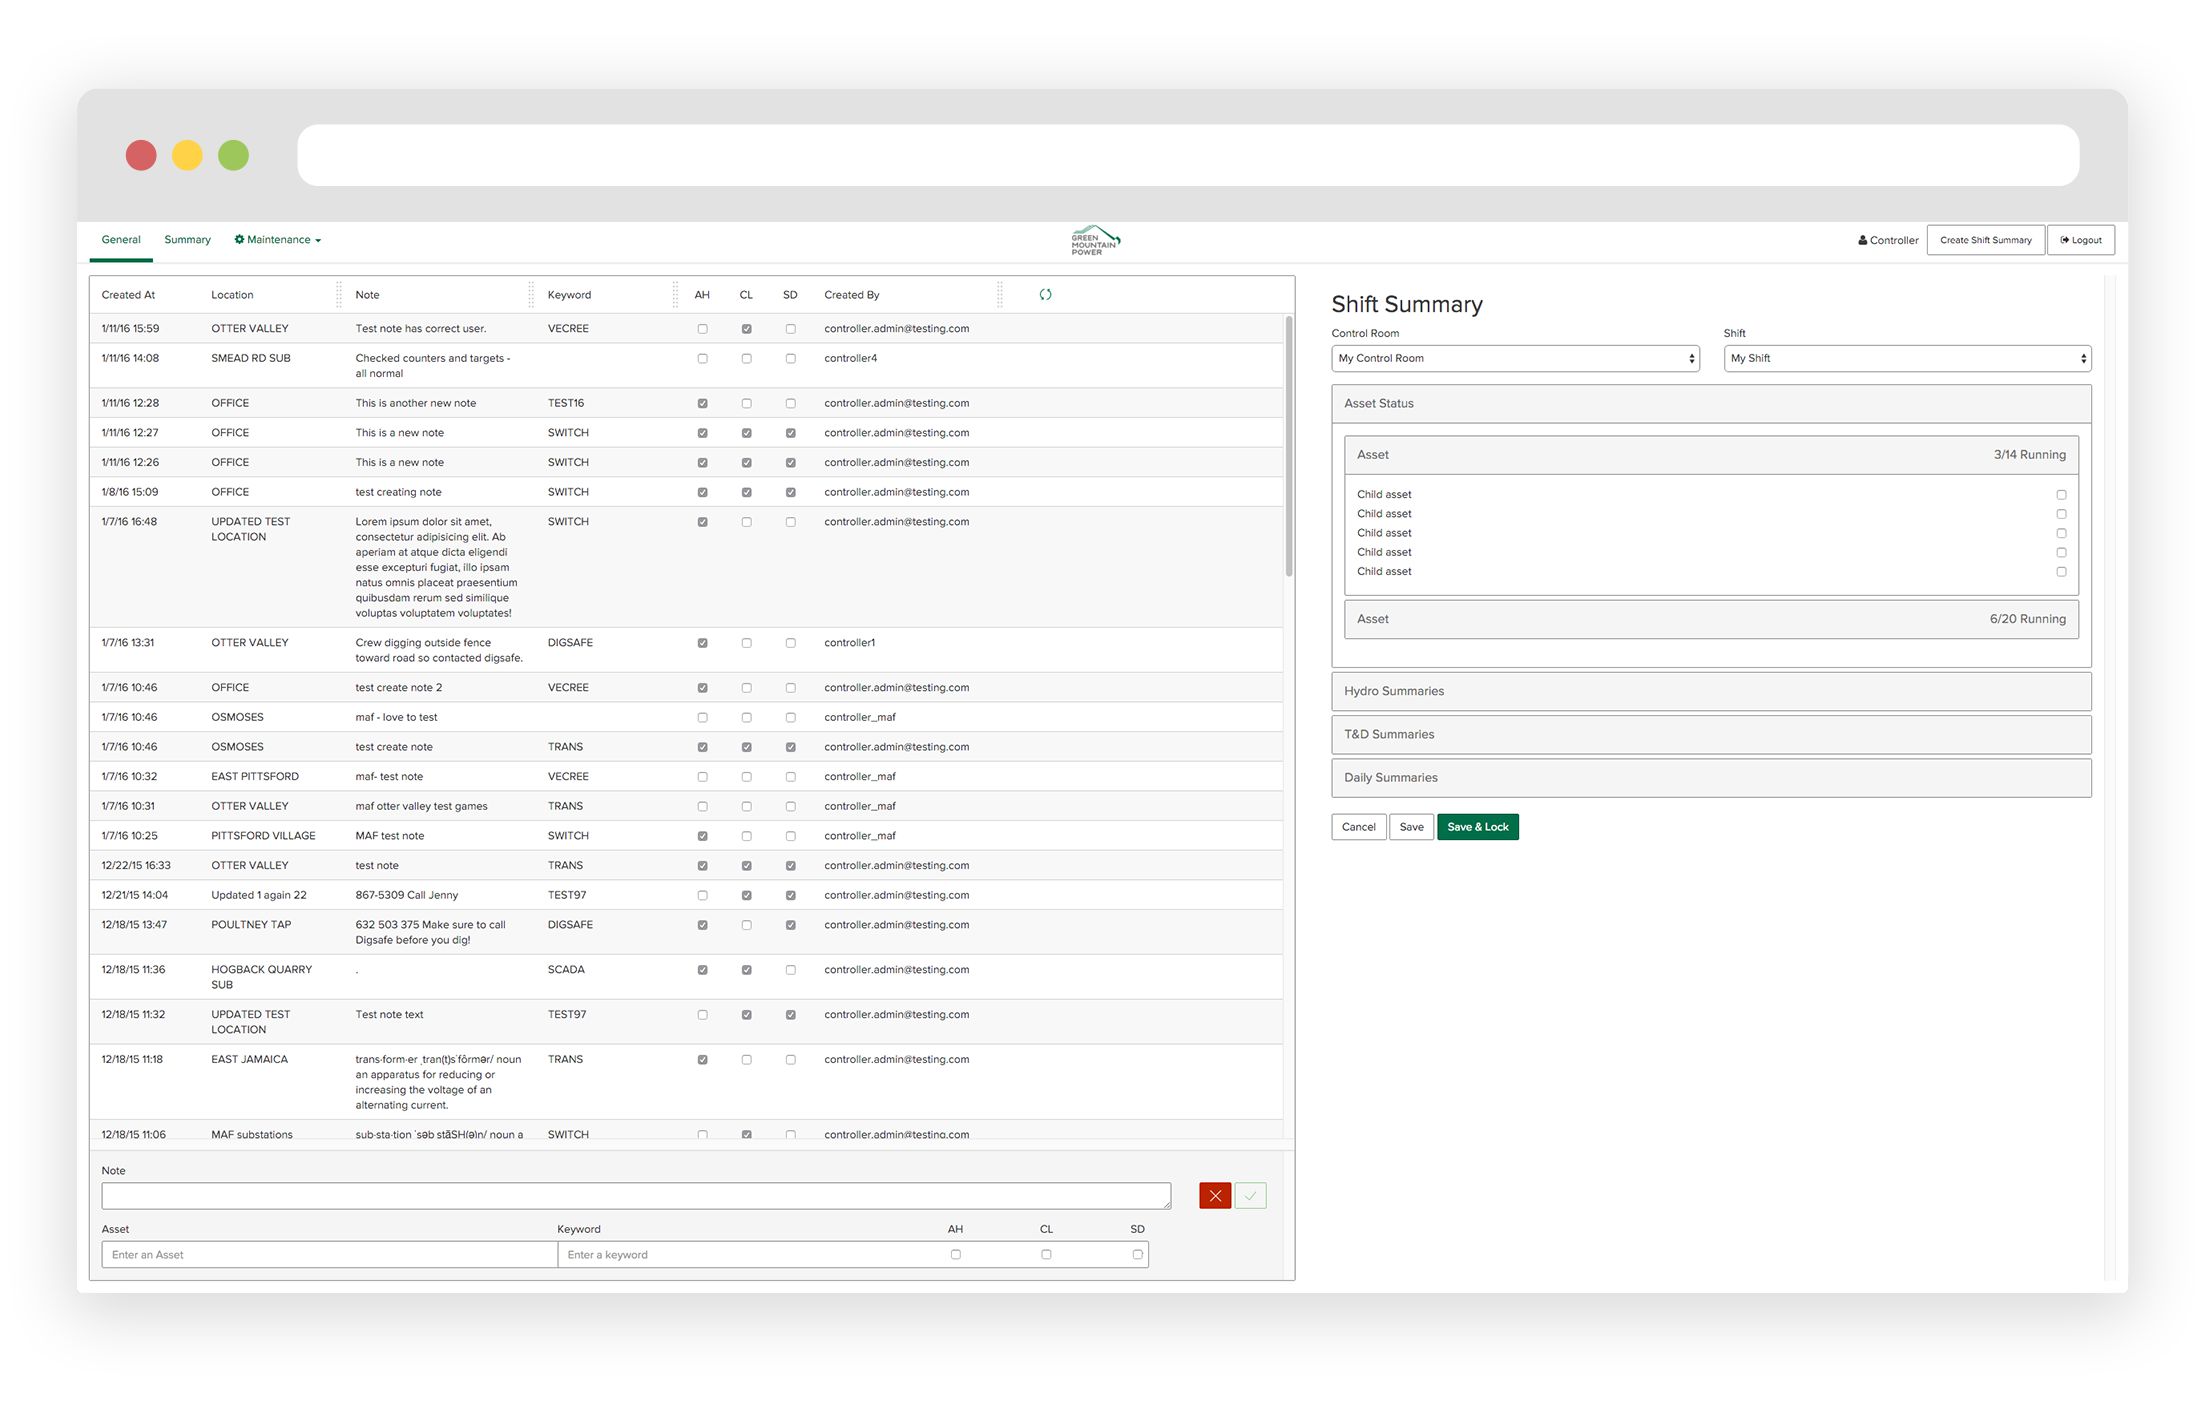 General Summary Maintenance
GREEN
MOUNTAIN
POWER
Controller Create Shift Summary Logout
Created At Location Note Keyword AH CL SD Created By
1/11/16 15:59 OTTER VALLEY Test note has correct user. VECREE controller.admin@testing.com
1/11/16 14:08 SMEAD RD SUB Checked counters and targets - controller4
all normal
1/11/16 12:28 OFFICE This is another new note TEST16 controller.admin@testing.com
1/11/16 12:27 OFFICE This is a new note SWITCH controller.admin@testing.com
1/11/16 12:26 OFFICE This is a new note SWITCH controller.admin@testing.com
1/8/16 15:09 OFFICE test creating note SWITCH controller.admin@testing.com
1/7/16 16:48 UPDATED TEST Lorem ipsum dolor sit amet, SWITCH controller.admin@testing.com
LOCATION consectetur adipisicing elit. Ab
aperiam at atque dicta eligendi
esse excepturi fugiat, illo ipsam
natus omnis placeat praesentium
quibusdam rerum sed similique
voluptas voluptatem voluptates!
1/7/16 13:31 OTTER VALLEY Crew digging outside fence DIGSAFE controller1
toward road so contacted digsafe.
1/7/16 10:46 OFFICE test create note 2 VECREE controller.admin@testing.com
1/7/16 10:46 OSMOSES maf - love to test controller_maf
1/7/16 10:46 OSMOSES test create note TRANS controller.admin@testing.com
1/7/16 10:32 EAST PITTSFORD maf- test note VECREE controller_maf
1/7/16 10:31 OTTER VALLEY maf otter valley test games TRANS controller_maf
1/7/16 10:25 PITTSFORD VILLAGE MAF test note SWITCH controller_maf
12/22/15 16:33 OTTER VALLEY test note TRANS controller.admin@testing.com
12/21/15 14:04 Updated 1 again 22 867-5309 Call Jenny TEST97 controller.admin@testing.com
12/18/15 13:47 POULTNEY TAP 632 503 375 Make sure to call DIGSAFE controller.admin@testing.com
Digsafe before you dig!
12/18/15 11:36 HOGBACK QUARRY . SCADA controller.admin@testing.com
SUB
12/18/15 11:32 UPDATED TEST Test note text TEST97 controller.admin@testing.com
LOCATION
12/18/15 11:18 EAST JAMAICA trans·form·er ˌtran(t)sˈfôrmər/ noun TRANS controller.admin@testing.com
an apparatus for reducing or
increasing the voltage of an
alternating current.
12/18/15 11:06 MAF substations sub·sta·tion ˈsəbˌstāSH(ə)n/ noun a SWITCH controller.admin@testing.com
Note
Asset Keyword AH CL SD
Enter an Asset Enter a keyword
Shift Summary
Control Room Shift
My Control Room My Shift
Asset Status
Asset 3/14 Running
Child asset
Child asset
Child asset
Child asset
Child asset
Asset 6/20 Running
Hydro Summaries
T&D Summaries
Daily Summaries
Cancel Save Save & Lock